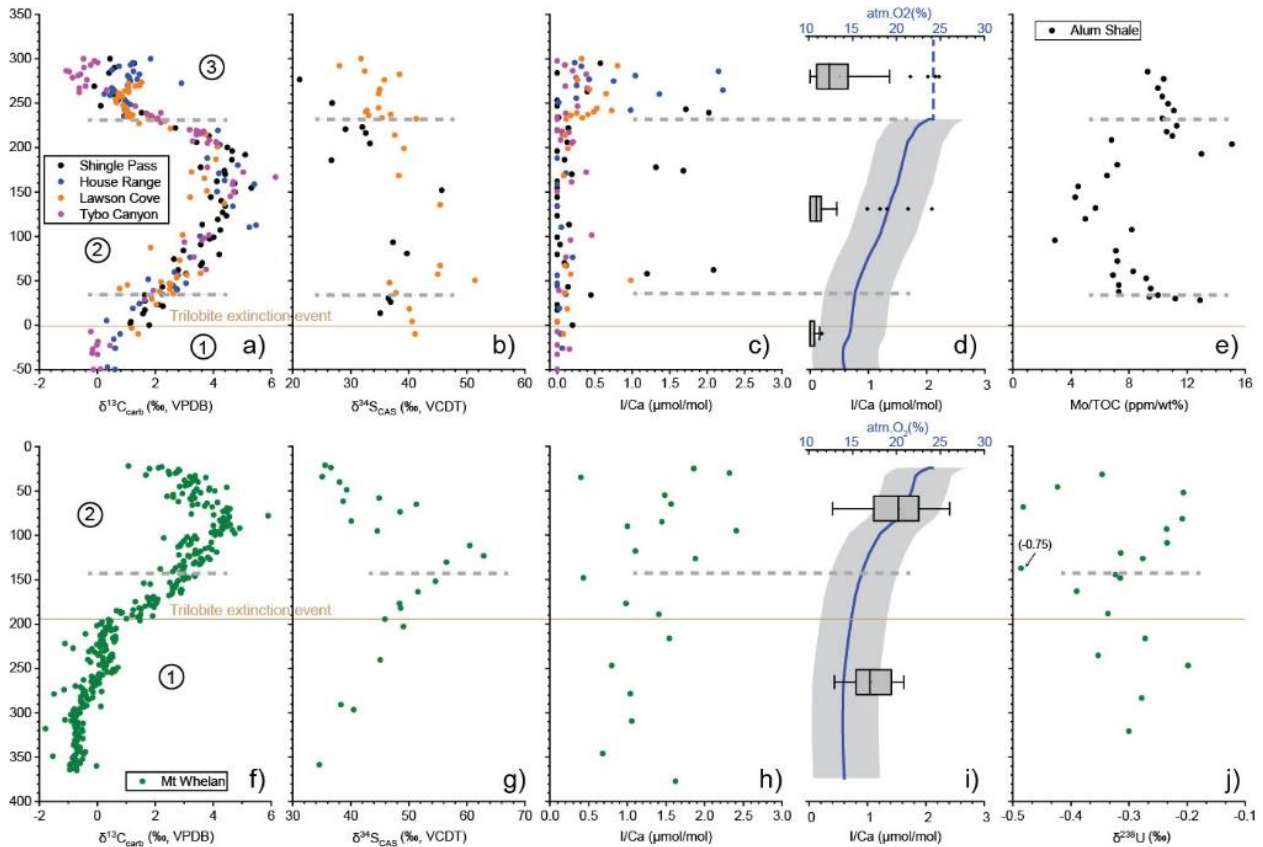 atm.O2(%)
10 15 20 25 30
350
300
250
200
150
100
50
0
-50
Shingle Pass
House Range
Lawson Cove
Tybo Canyon
Alum Shale
3
2
1
Trilobite extinction event
a)
b)
c)
d)
e)
-2 0 2 4 6
20 30 40 50 60
0.0 0.5 1.0 1.5 2.0 2.5 3.0
0 1 2 3
0 4 8 12 16
δ¹³C_carb (‰, VPDB)
δ³⁴S_CAS (‰, VCDT)
I/Ca (μmol/mol)
I/Ca (μmol/mol)
Mo/TOC (ppm/wt%)
atm.O₂(%)
10 15 20 25 30
0
50
100
150
200
250
300
350
400
2
(-0.75)
Trilobite extinction event
1
Mt Whelan
f)
g)
h)
i)
j)
-2 0 2 4 6
30 40 50 60 70
0.0 0.5 1.0 1.5 2.0 2.5 3.0
0 1 2 3
-0.5 -0.4 -0.3 -0.2 -0.1
δ¹³C_carb (‰, VPDB)
δ³⁴S_CAS (‰, VCDT)
I/Ca (μmol/mol)
I/Ca (μmol/mol)
δ²³⁸U (‰)